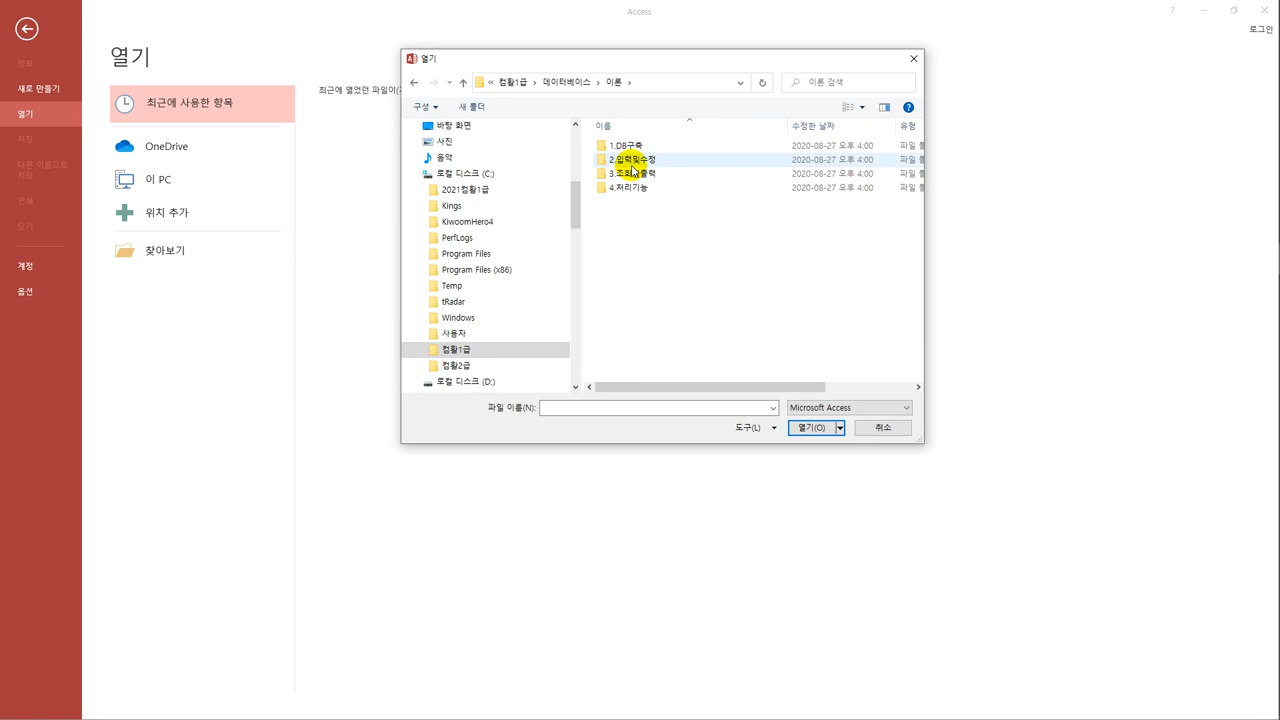 Access
로그인
정보
새로 만들기
열기
저장
다른 이름으로
저장
인쇄
닫기
계정
옵션
열기
최근에 사용한 항목
OneDrive
이 PC
위치 추가
찾아보기
최근에 열었던 파일이(가
열기
« 컴활1급 › 데이터베이스 › 이론 ›
이론 검색
구성
새 폴더
바탕 화면
사진
음악
로컬 디스크 (C:)
2021컴활1급
Kings
KiwoomHero4
PerfLogs
Program Files
Program Files (x86)
Temp
tRadar
Windows
사용자
컴활1급
컴활2급
로컬 디스크 (D:)
이름 수정한 날짜 유형
1.DB구축 2020-08-27 오후 4:00 파일 폴
2.입력및수정 2020-08-27 오후 4:00 파일 폴
3.조회및출력 2020-08-27 오후 4:00 파일 폴
4.처리기능 2020-08-27 오후 4:00 파일 폴
파일 이름(N):
Microsoft Access
도구(L)
열기(O)
취소